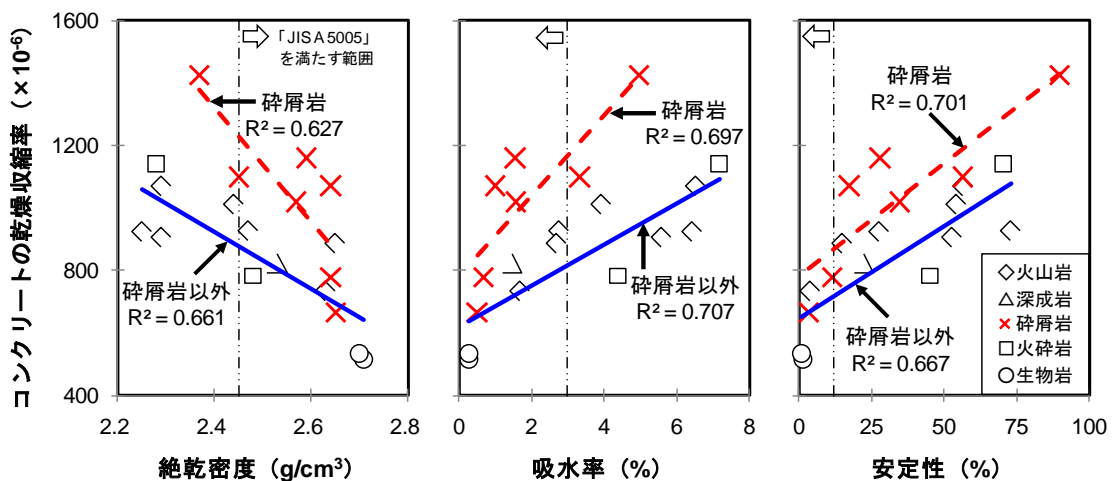 コンクリートの乾燥収縮率（×10⁻⁶）
1600
1200
800
400
「JISA5005」
を満たす範囲
砕屑岩
R²＝0.627
砕屑岩以外
R²＝0.661
2.2
2.4
2.6
2.8
絶乾密度（g/cm³）
砕屑岩
R²＝0.697
砕屑岩以外
R²＝0.707
0
2
4
6
8
吸水率（%）
砕屑岩
R²＝0.701
砕屑岩以外
R²＝0.667
火山岩
深成岩
砕屑岩
火砕岩
生物岩
0
25
50
75
100
安定性（%）